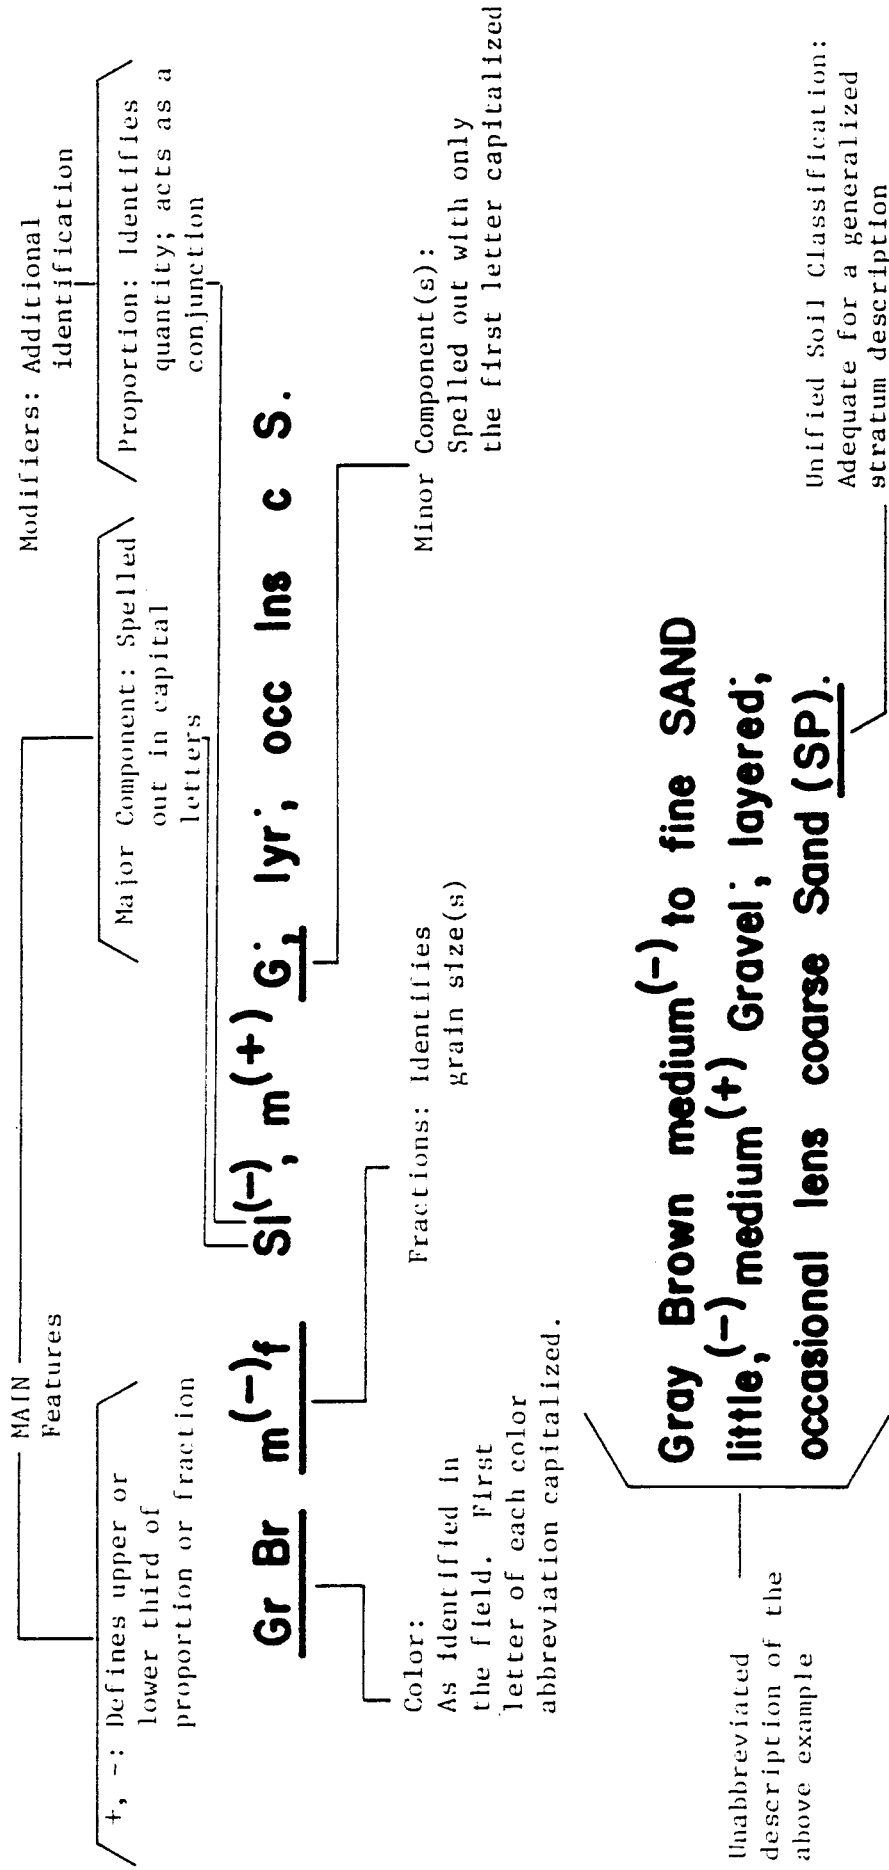 MAIN
Features
+, -: Defines upper or
lower third of
proportion or fraction
Major Component: Spelled
out in capital
letters
Modifiers: Additional
identification
Proportion: Identifies
quantity; acts as a
conjunction
Gr Br m(-)f Sl(-), m(+) G; lyr; occ lns c S.
Color:
As identified in
the field. First
letter of each color
abbreviation capitalized.
Fractions: Identifies
grain size(s)
Minor Component(s):
Spelled out with only
the first letter capitalized
Unabbreviated
description of the
above example
Gray Brown medium(-) to fine SAND
little,(-) medium(+) Gravel; layered;
occasional lens coarse Sand (SP).
Unified Soil Classification:
Adequate for a generalized
stratum description